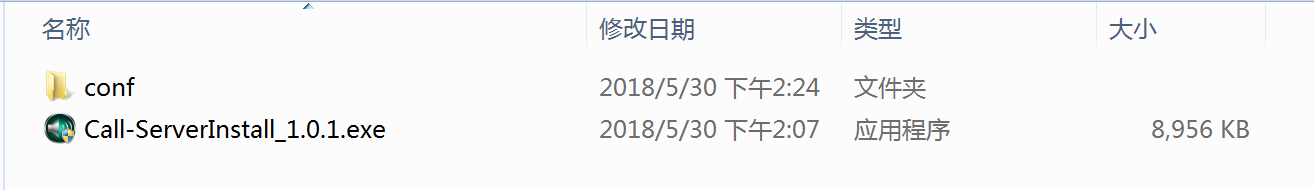 名称 修改日期 类型 大小
conf 2018/5/30 下午2:24 文件夹
Call-ServerInstall_1.0.1.exe 2018/5/30 下午2:07 应用程序 8,956 KB